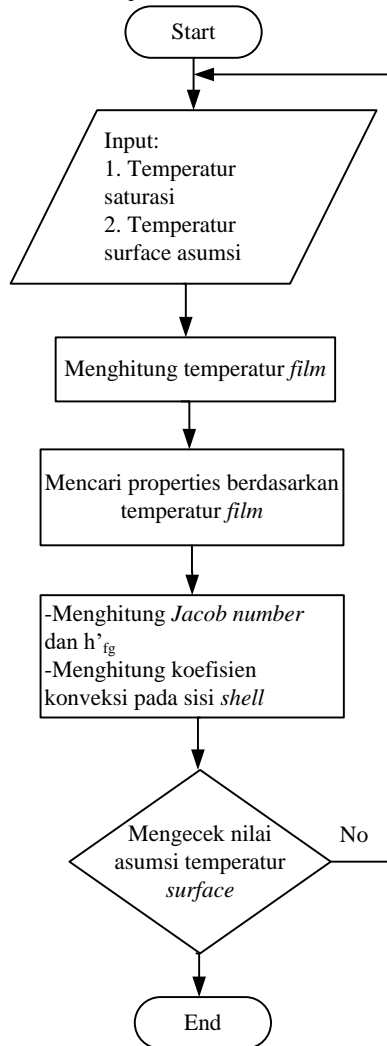 Start
Input:
1. Temperatur
saturasi
2. Temperatur
surface asumsi
Menghitung temperatur film
Mencari properties berdasarkan
temperatur film
-Menghitung Jacob number
dan h'fg
-Menghitung koefisien
konveksi pada sisi shell
Mengecek nilai
asumsi temperatur
surface
No
End